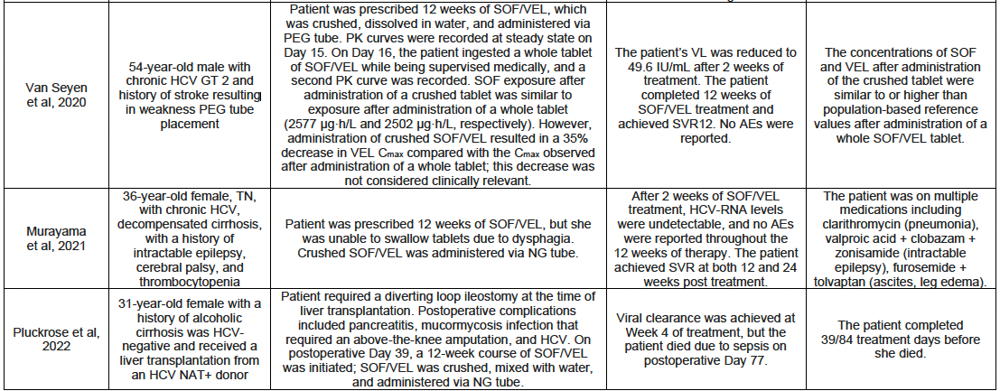 Van Seyen
et al, 2020
54-year-old male with
chronic HCV GT 2 and
history of stroke resulting
in weakness PEG tube
placement
Patient was prescribed 12 weeks of SOF/VEL, which
was crushed, dissolved in water, and administered via
PEG tube. PK curves were recorded at steady state on
Day 15. On Day 16, the patient ingested a whole tablet
of SOF/VEL while being supervised medically, and a
second PK curve was recorded. SOF exposure after
administration of a crushed tablet was similar to
exposure after administration of a whole tablet
(2577 µg·h/L and 2502 µg·h/L, respectively). However,
administration of crushed SOF/VEL resulted in a 35%
decrease in VEL Cmax compared with the Cmax observed
after administration of a whole tablet; this decrease was
not considered clinically relevant.
The patient's VL was reduced to
49.6 IU/mL after 2 weeks of
treatment. The patient
completed 12 weeks of
SOF/VEL treatment and
achieved SVR12. No AEs were
reported.
The concentrations of SOF
and VEL after administration
of the crushed tablet were
similar to or higher than
population-based reference
values after administration of a
whole SOF/VEL tablet.
Murayama
et al, 2021
36-year-old female, TN,
with chronic HCV,
decompensated cirrhosis,
with a history of
intractable epilepsy,
cerebral palsy, and
thrombocytopenia
Patient was prescribed 12 weeks of SOF/VEL, but she
was unable to swallow tablets due to dysphagia.
Crushed SOF/VEL was administered via NG tube.
After 2 weeks of SOF/VEL
treatment, HCV-RNA levels
were undetectable, and no AEs
were reported throughout the
12 weeks of therapy. The patient
achieved SVR at both 12 and 24
weeks post treatment.
The patient was on multiple
medications including
clarithromycin (pneumonia),
valproic acid + clobazam +
zonisamide (intractable
epilepsy), furosemide +
tolvaptan (ascites, leg edema).
Pluckrose et al,
2022
31-year-old female with a
history of alcoholic
cirrhosis was HCV-
negative and received a
liver transplantation from
an HCV NAT+ donor
Patient required a diverting loop ileostomy at the time of
liver transplantation. Postoperative complications
included pancreatitis, mucormycosis infection that
required an above-the-knee amputation, and HCV. On
postoperative Day 39, a 12-week course of SOF/VEL
was initiated; SOF/VEL was crushed, mixed with water,
and administered via NG tube.
Viral clearance was achieved at
Week 4 of treatment, but the
patient died due to sepsis on
postoperative Day 77.
The patient completed
39/84 treatment days before
she died.